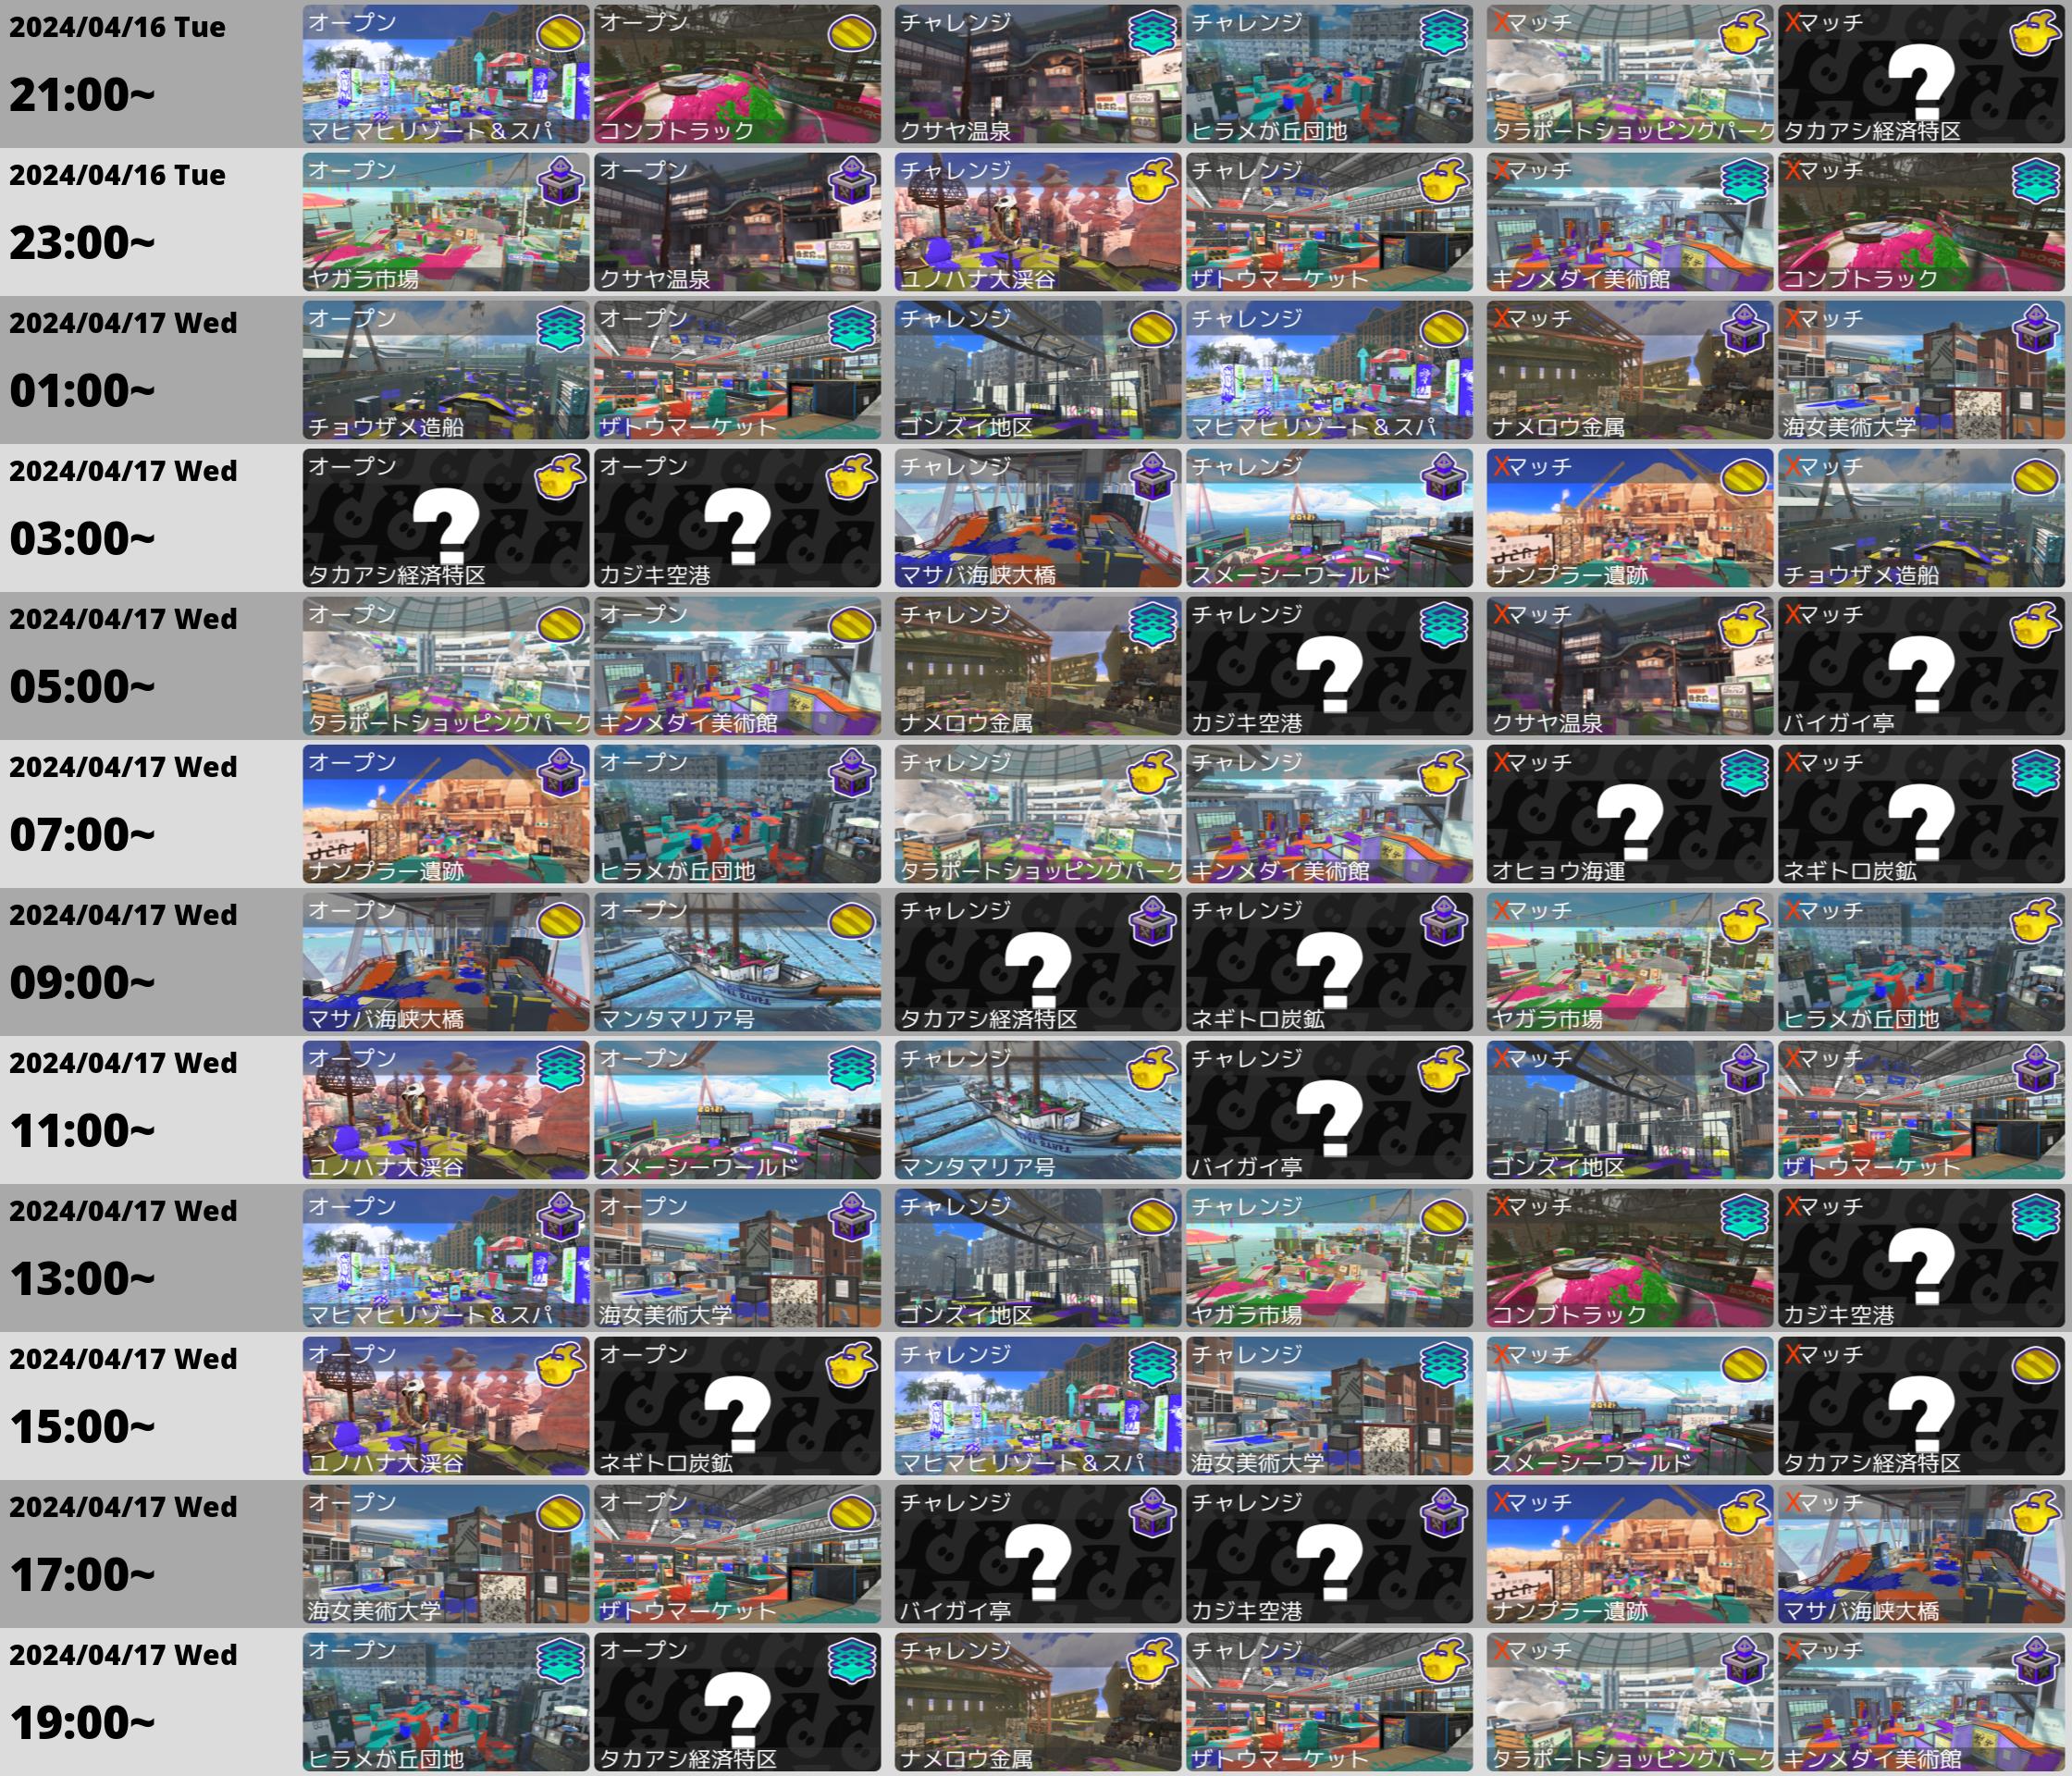 2024/04/16 Tue
21:00~
オープン
マヒマヒリゾート＆スパ
オープン
コンブトラック
チャレンジ
クサヤ温泉
チャレンジ
ヒラメが丘団地
Xマッチ
タラポートショッピングパーク
Xマッチ
タカアシ経済特区
2024/04/16 Tue
23:00~
オープン
ヤガラ市場
オープン
クサヤ温泉
チャレンジ
ユノハナ大渓谷
チャレンジ
ザトウマーケット
Xマッチ
キンメダイ美術館
Xマッチ
コンブトラック
2024/04/17 Wed
01:00~
オープン
チョウザメ造船
オープン
ザトウマーケット
チャレンジ
ゴンズイ地区
チャレンジ
マヒマヒリゾート＆スパ
Xマッチ
ナメロウ金属
Xマッチ
海女美術大学
2024/04/17 Wed
03:00~
オープン
タカアシ経済特区
オープン
カジキ空港
チャレンジ
マサバ海峡大橋
チャレンジ
スメーシーワールド
Xマッチ
ナンプラー遺跡
Xマッチ
チョウザメ造船
2024/04/17 Wed
05:00~
オープン
タラポートショッピングパーク
オープン
キンメダイ美術館
チャレンジ
ナメロウ金属
チャレンジ
カジキ空港
Xマッチ
クサヤ温泉
Xマッチ
バイガイ亭
2024/04/17 Wed
07:00~
オープン
ナンプラー遺跡
オープン
ヒラメが丘団地
チャレンジ
タラポートショッピングパーク
チャレンジ
キンメダイ美術館
Xマッチ
オヒョウ海運
Xマッチ
ネギトロ炭鉱
2024/04/17 Wed
09:00~
オープン
マサバ海峡大橋
オープン
マンタマリア号
チャレンジ
タカアシ経済特区
チャレンジ
ネギトロ炭鉱
Xマッチ
ヤガラ市場
Xマッチ
ヒラメが丘団地
2024/04/17 Wed
11:00~
オープン
ユノハナ大渓谷
オープン
スメーシーワールド
チャレンジ
マンタマリア号
チャレンジ
バイガイ亭
Xマッチ
ゴンズイ地区
Xマッチ
ザトウマーケット
2024/04/17 Wed
13:00~
オープン
マヒマヒリゾート＆スパ
オープン
海女美術大学
チャレンジ
ゴンズイ地区
チャレンジ
ヤガラ市場
Xマッチ
コンブトラック
Xマッチ
カジキ空港
2024/04/17 Wed
15:00~
オープン
ユノハナ大渓谷
オープン
ネギトロ炭鉱
チャレンジ
マヒマヒリゾート＆スパ
チャレンジ
海女美術大学
Xマッチ
スメーシーワールド
Xマッチ
タカアシ経済特区
2024/04/17 Wed
17:00~
オープン
海女美術大学
オープン
ザトウマーケット
チャレンジ
バイガイ亭
チャレンジ
カジキ空港
Xマッチ
ナンプラー遺跡
Xマッチ
マサバ海峡大橋
2024/04/17 Wed
19:00~
オープン
ヒラメが丘団地
オープン
タカアシ経済特区
チャレンジ
ナメロウ金属
チャレンジ
ザトウマーケット
Xマッチ
タラポートショッピングパーク
Xマッチ
キンメダイ美術館